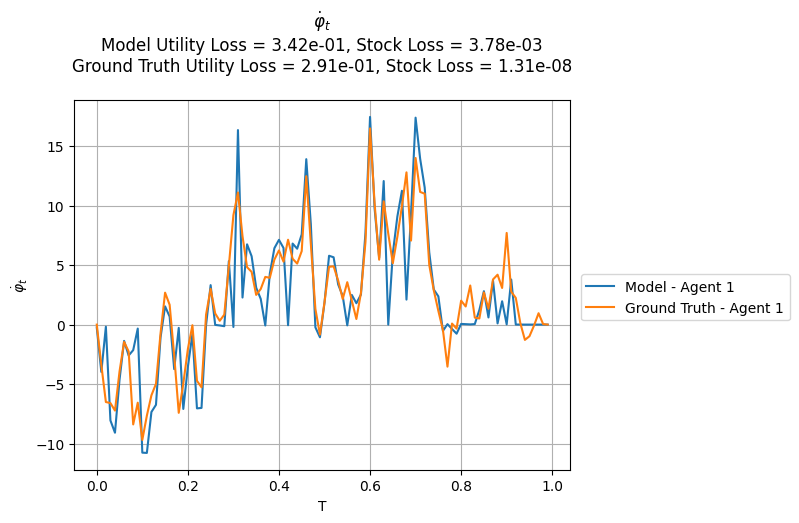 φ̇ₜ
Model Utility Loss = 3.42e-01, Stock Loss = 3.78e-03
Ground Truth Utility Loss = 2.91e-01, Stock Loss = 1.31e-08
φ̇ₜ
15
10
5
0
−5
−10
0.0 0.2 0.4 0.6 0.8 1.0
T
Model - Agent 1
Ground Truth - Agent 1